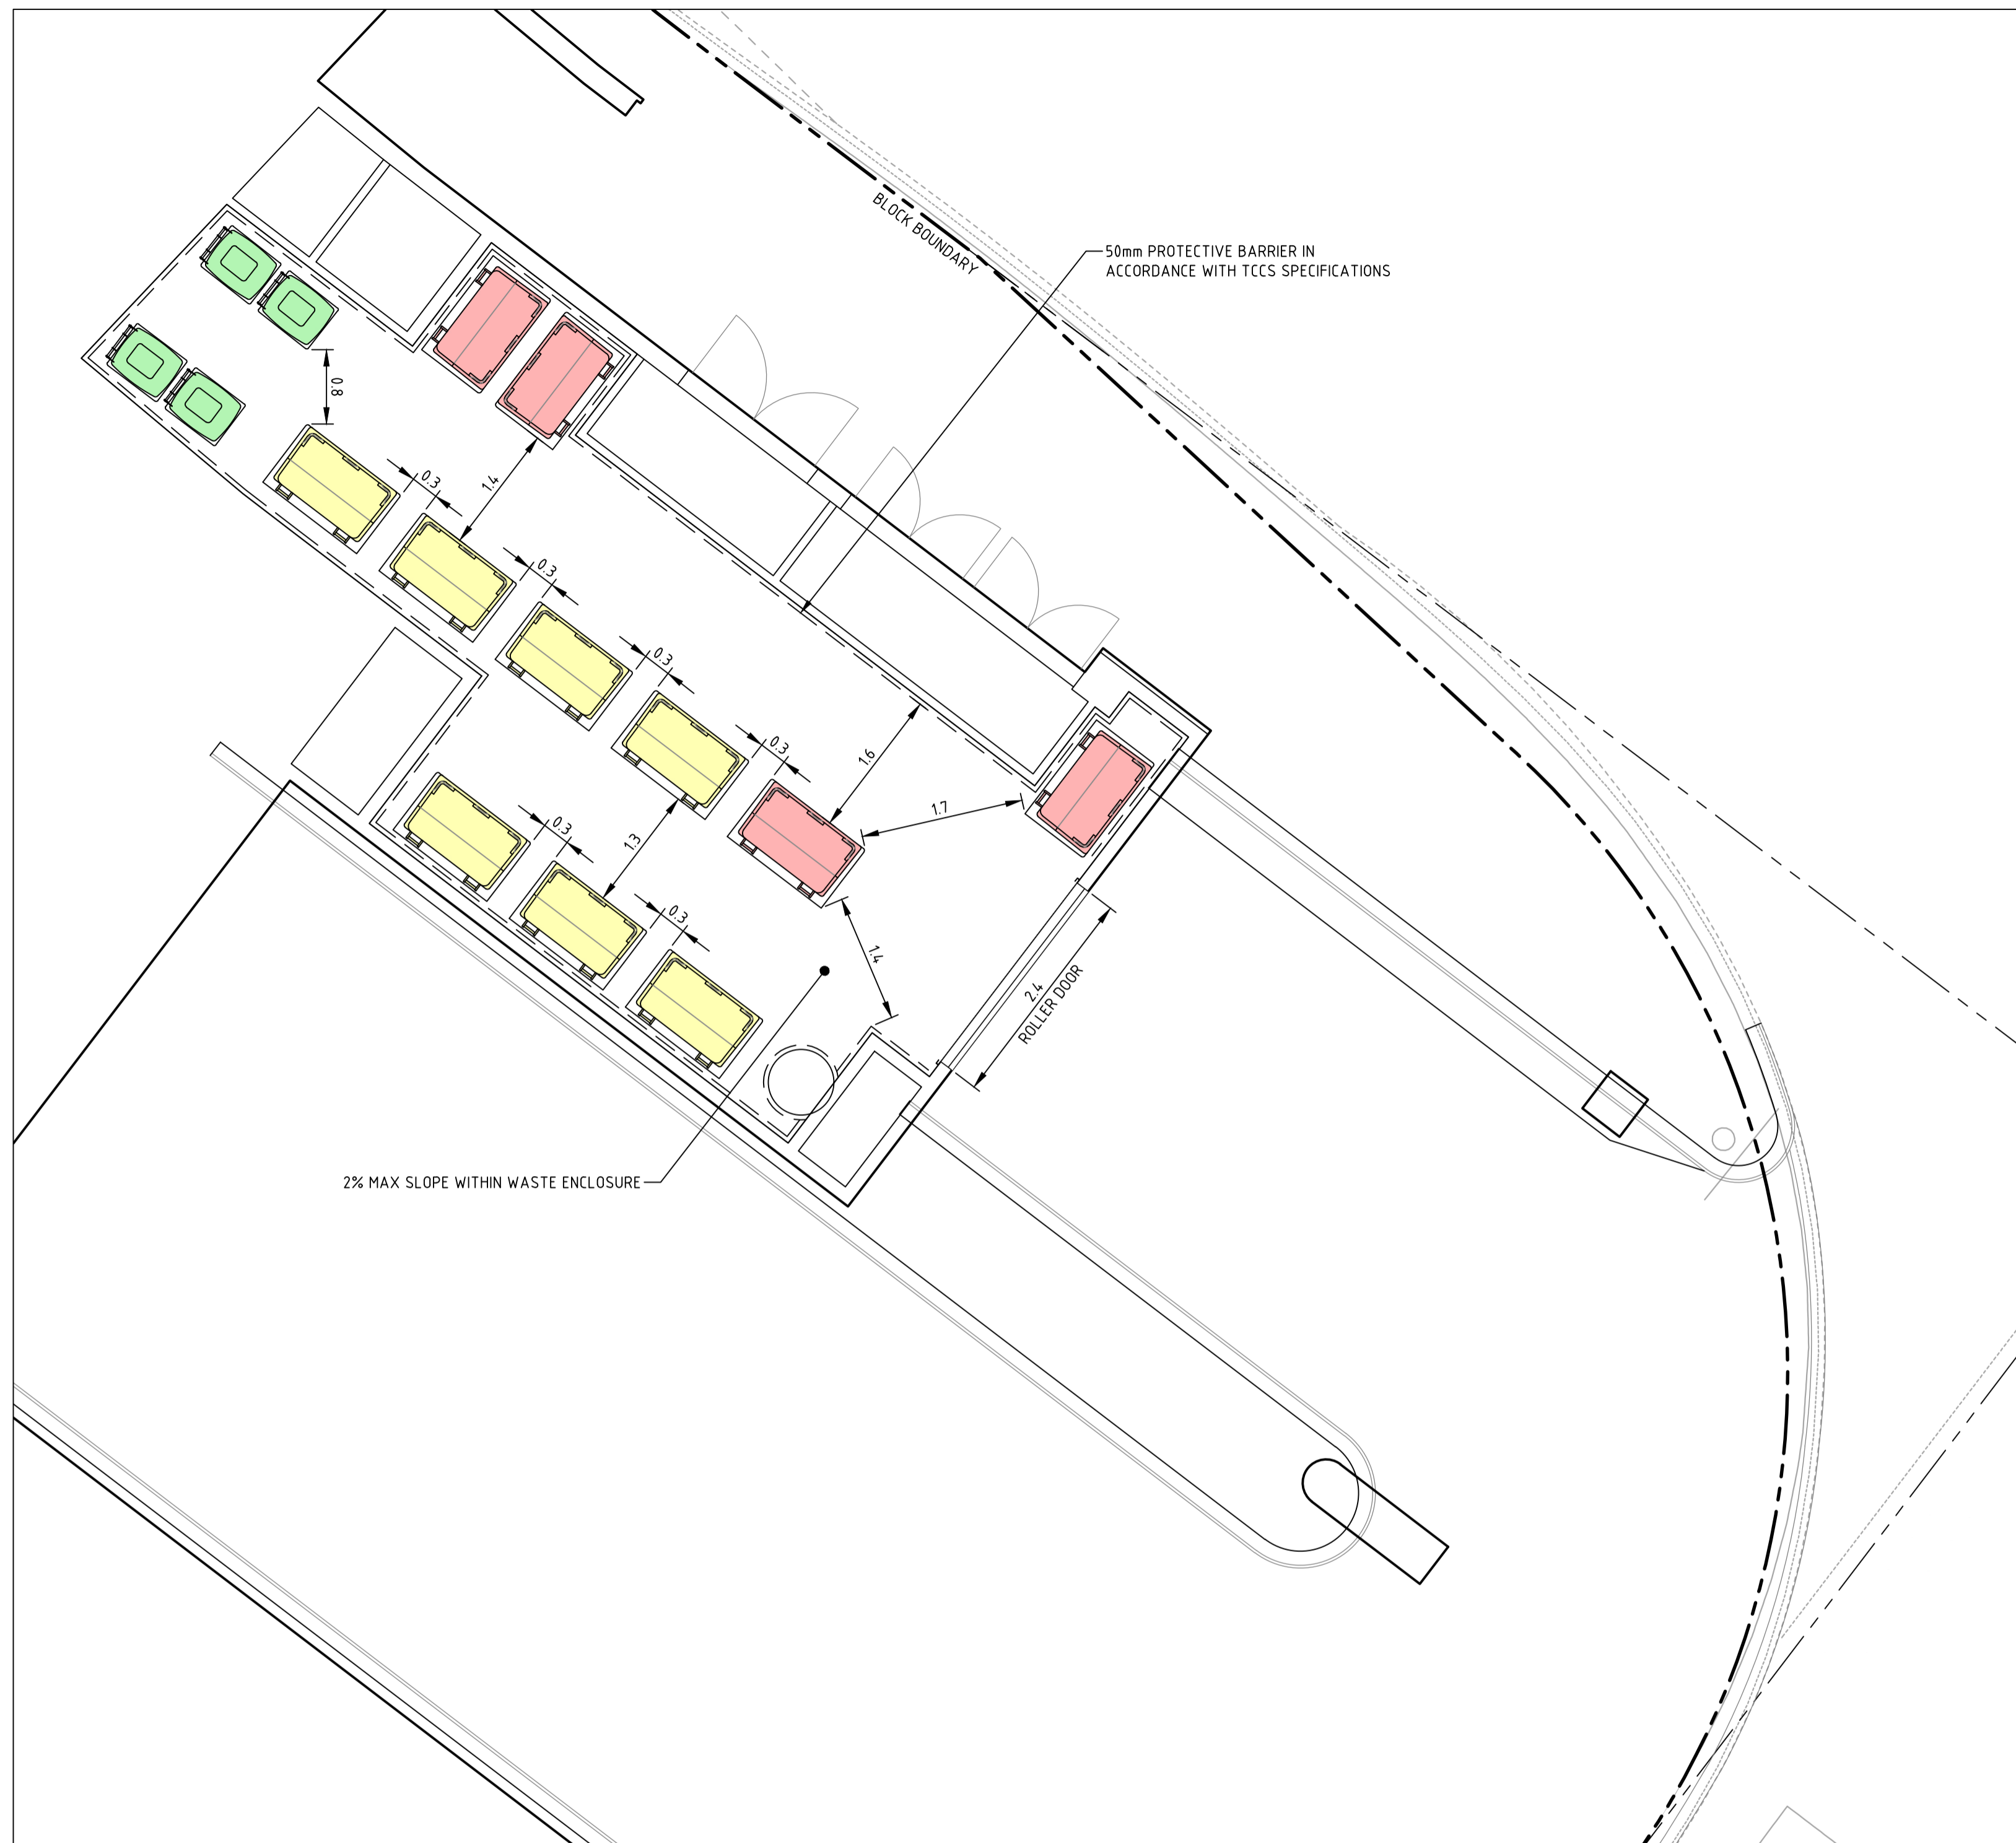 BLOCK BOUNDARY
50mm PROTECTIVE BARRIER IN
ACCORDANCE WITH TCCS SPECIFICATIONS
0.8
0.3
1.4
0.3
0.3
0.3
1.6
1.7
0.3
1.3
0.3
1.4
2.4
ROLLER DOOR
2% MAX SLOPE WITHIN WASTE ENCLOSURE